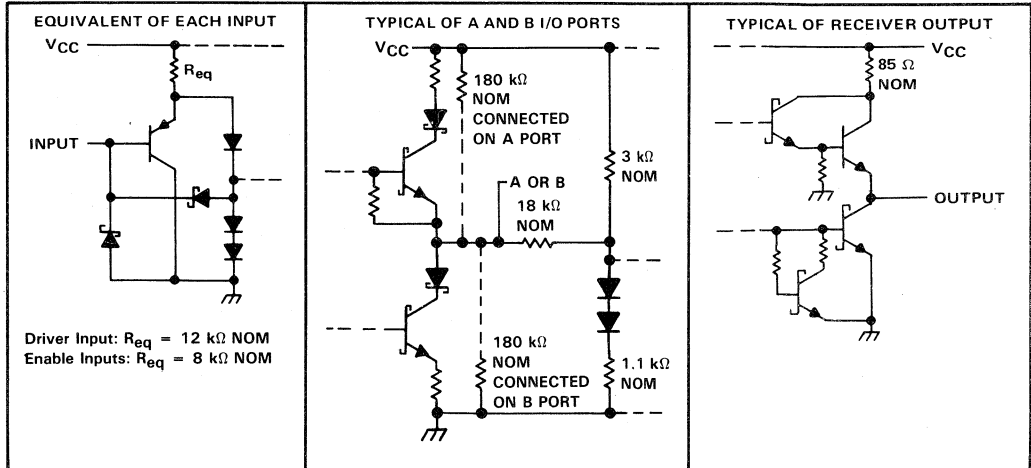 EQUIVALENT OF EACH INPUT
VCC
Req
INPUT
Driver Input: Req = 12 kΩ NOM
Enable Inputs: Req = 8 kΩ NOM
TYPICAL OF A AND B I/O PORTS
VCC
180 kΩ
NOM
CONNECTED
ON A PORT
3 kΩ
NOM
A OR B
18 kΩ
NOM
180 kΩ
NOM
CONNECTED
ON B PORT
1.1 kΩ
NOM
TYPICAL OF RECEIVER OUTPUT
VCC
85 Ω
NOM
OUTPUT